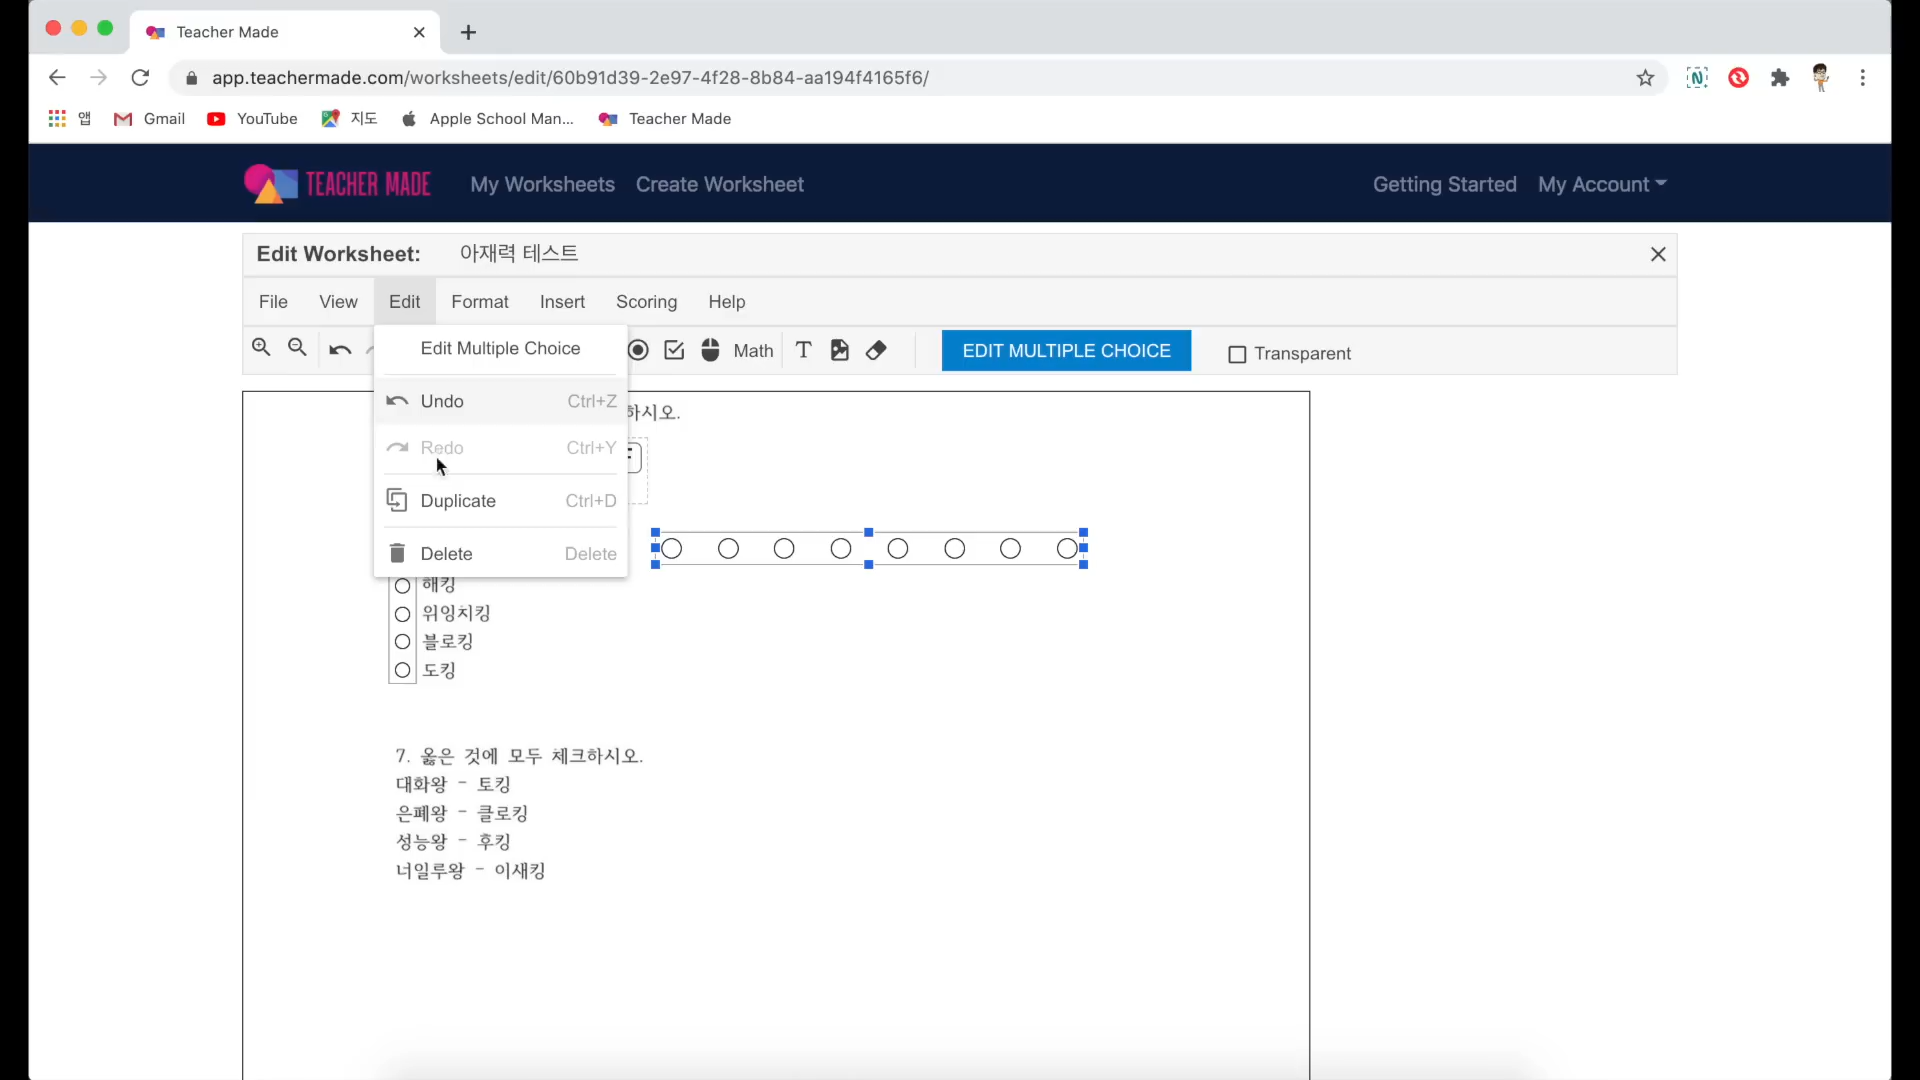 Teacher Made
app.teachermade.com/worksheets/edit/60b91d39-2e97-4f28-8b84-aa194f4165f6/
앱 Gmail YouTube 지도 Apple School Man... Teacher Made
TEACHER MADE My Worksheets Create Worksheet Getting Started My Account
Edit Worksheet: 아재력 테스트
File View Edit Format Insert Scoring Help
Math T EDIT MULTIPLE CHOICE Transparent
Edit Multiple Choice
Undo Ctrl+Z
Redo Ctrl+Y
Duplicate Ctrl+D
Delete Delete
하시오.
해킹
위잉치킹
블로킹
도킹
7. 옳은 것에 모두 체크하시오.
대화왕 - 토킹
은폐왕 - 클로킹
성능왕 - 후킹
너일루왕 - 이새킹